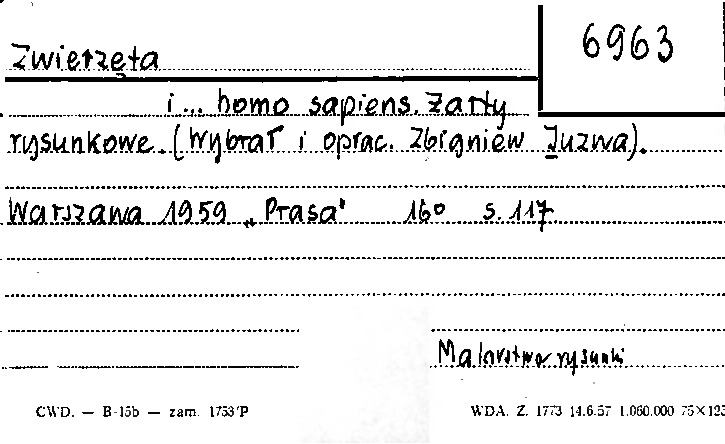 6963
Zwierzęta
i... homo sapiens. Żarty
rysunkowe. (Wybrał i oprac. Zbigniew Juzwa).
Warszawa 1959 „Prasa" 16° s. 117
Malarstwo rysunki
CWD. — B-15b — zam. 1753/P
WDA. Z. 1773 14.6.57 1.060.000 75×125